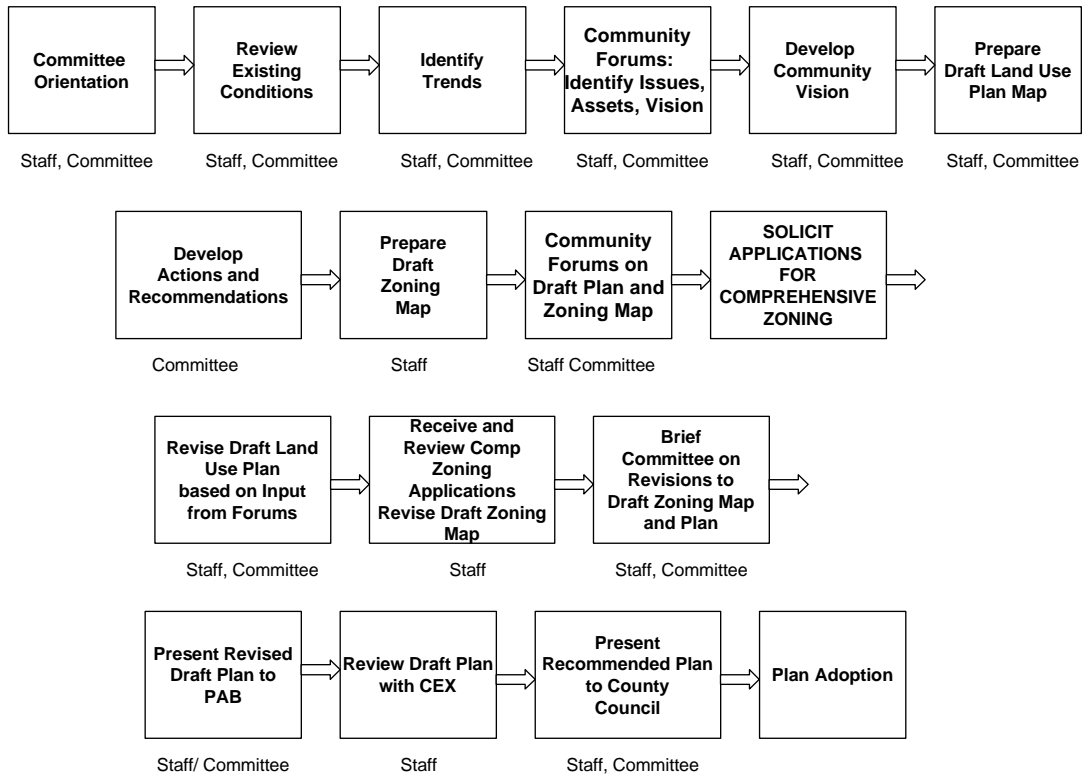 Committee
Orientation
Review
Existing
Conditions
Identify
Trends
Community
Forums:
Identify Issues,
Assets, Vision
Develop
Community
Vision
Prepare
Draft Land Use
Plan Map
Staff, Committee
Staff, Committee
Staff, Committee
Staff, Committee
Staff, Committee
Staff, Committee
Develop
Actions and
Recommendations
Prepare
Draft
Zoning
Map
Community
Forums on
Draft Plan and
Zoning Map
SOLICIT
APPLICATIONS
FOR
COMPREHENSIVE
ZONING
Committee
Staff
Staff Committee
Revise Draft Land
Use Plan
based on Input
from Forums
Receive and
Review Comp
Zoning
Applications
Revise Draft Zoning
Map
Brief
Committee on
Revisions to
Draft Zoning Map
and Plan
Staff, Committee
Staff
Staff, Committee
Present Revised
Draft Plan to
PAB
Review Draft Plan
with CEX
Present
Recommended Plan
to County
Council
Plan Adoption
Staff/ Committee
Staff
Staff, Committee